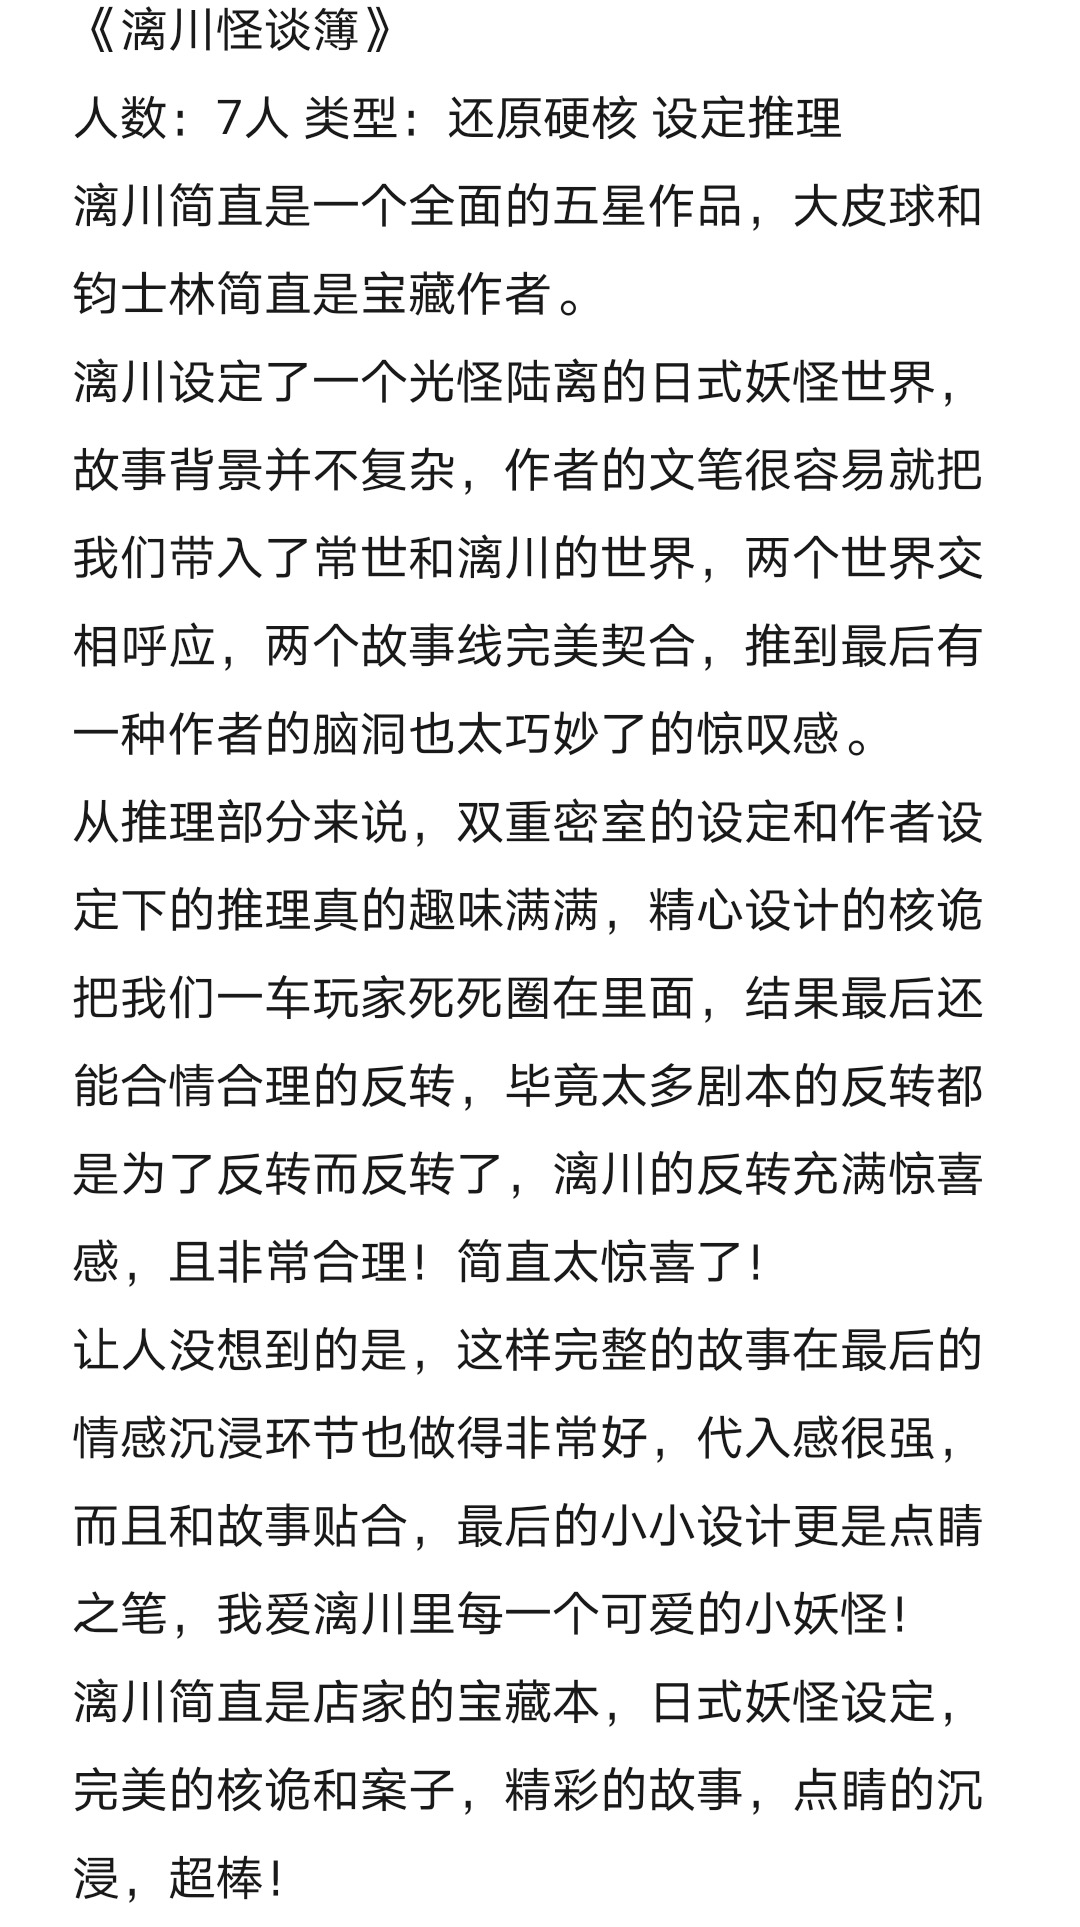 《漓川怪谈簿》
人数：7人 类型：还原硬核 设定推理
漓川简直是一个全面的五星作品，大皮球和
钧士林简直是宝藏作者。
漓川设定了一个光怪陆离的日式妖怪世界，
故事背景并不复杂，作者的文笔很容易就把
我们带入了常世和漓川的世界，两个世界交
相呼应，两个故事线完美契合，推到最后有
一种作者的脑洞也太巧妙了的惊叹感。
从推理部分来说，双重密室的设定和作者设
定下的推理真的趣味满满，精心设计的核诡
把我们一车玩家死死圈在里面，结果最后还
能合情合理的反转，毕竟太多剧本的反转都
是为了反转而反转了，漓川的反转充满惊喜
感，且非常合理！简直太惊喜了！
让人没想到的是，这样完整的故事在最后的
情感沉浸环节也做得非常好，代入感很强，
而且和故事贴合，最后的小小设计更是点睛
之笔，我爱漓川里每一个可爱的小妖怪！
漓川简直是店家的宝藏本，日式妖怪设定，
完美的核诡和案子，精彩的故事，点睛的沉
浸，超棒！